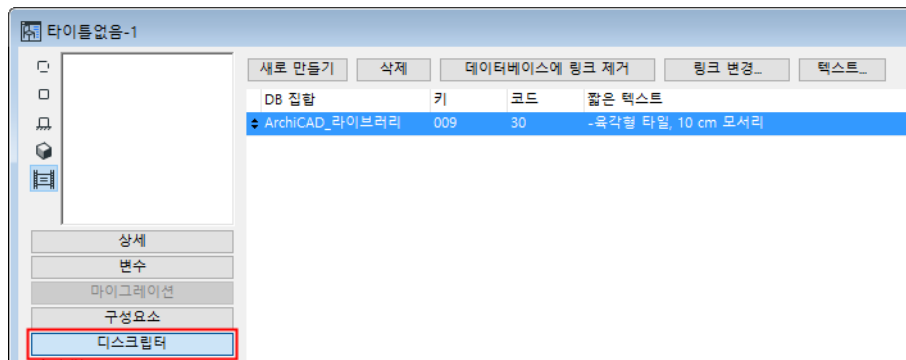 타이틀없음-1
새로 만들기 삭제 데이터베이스에 링크 제거 링크 변경... 텍스트...
DB 집합 키 코드 짧은 텍스트
ArchiCAD_라이브러리 009 30 -육각형 타일, 10 cm 모서리
상세
변수
마이그레이션
구성요소
디스크립터